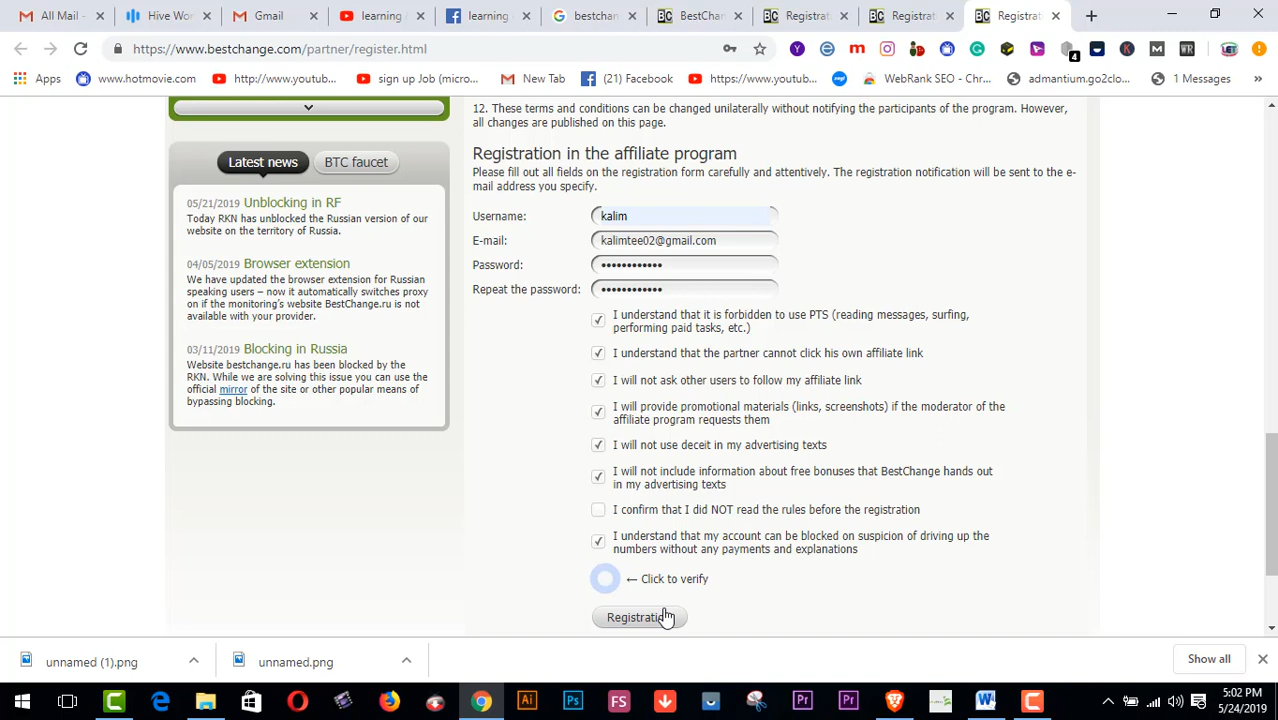 All Mail -
Hive Wor
Gmail
learning
learning
bestchan
BestChan
Registrat
Registrat
Registrat
https://www.bestchange.com/partner/register.html
4
Apps
www.hotmovie.com
http://www.youtub...
sign up Job (micro...
New Tab
(21) Facebook
https://www.youtub...
WebRank SEO - Chr...
admantium.go2clo...
1 Messages
12. These terms and conditions can be changed unilaterally without notifying the participants of the program. However,
all changes are published on this page.
Latest news
BTC faucet
05/21/2019 Unblocking in RF
Today RKN has unblocked the Russian version of our
website on the territory of Russia.
04/05/2019 Browser extension
We have updated the browser extension for Russian
speaking users – now it automatically switches proxy
on if the monitoring's website BestChange.ru is not
available with your provider.
03/11/2019 Blocking in Russia
Website bestchange.ru has been blocked by the
RKN. While we are solving this issue you can use the
official mirror of the site or other popular means of
bypassing blocking.
Registration in the affiliate program
Please fill out all fields on the registration form carefully and attentively. The registration notification will be sent to the e-
mail address you specify.
Username: kalim
E-mail: kalimtee02@gmail.com
Password: ••••••••••••
Repeat the password: ••••••••••••
I understand that it is forbidden to use PTS (reading messages, surfing,
performing paid tasks, etc.)
I understand that the partner cannot click his own affiliate link
I will not ask other users to follow my affiliate link
I will provide promotional materials (links, screenshots) if the moderator of the
affiliate program requests them
I will not use deceit in my advertising texts
I will not include information about free bonuses that BestChange hands out
in my advertising texts
I confirm that I did NOT read the rules before the registration
I understand that my account can be blocked on suspicion of driving up the
numbers without any payments and explanations
← Click to verify
Registration
unnamed (1).png
unnamed.png
Show all
5:02 PM
5/24/2019